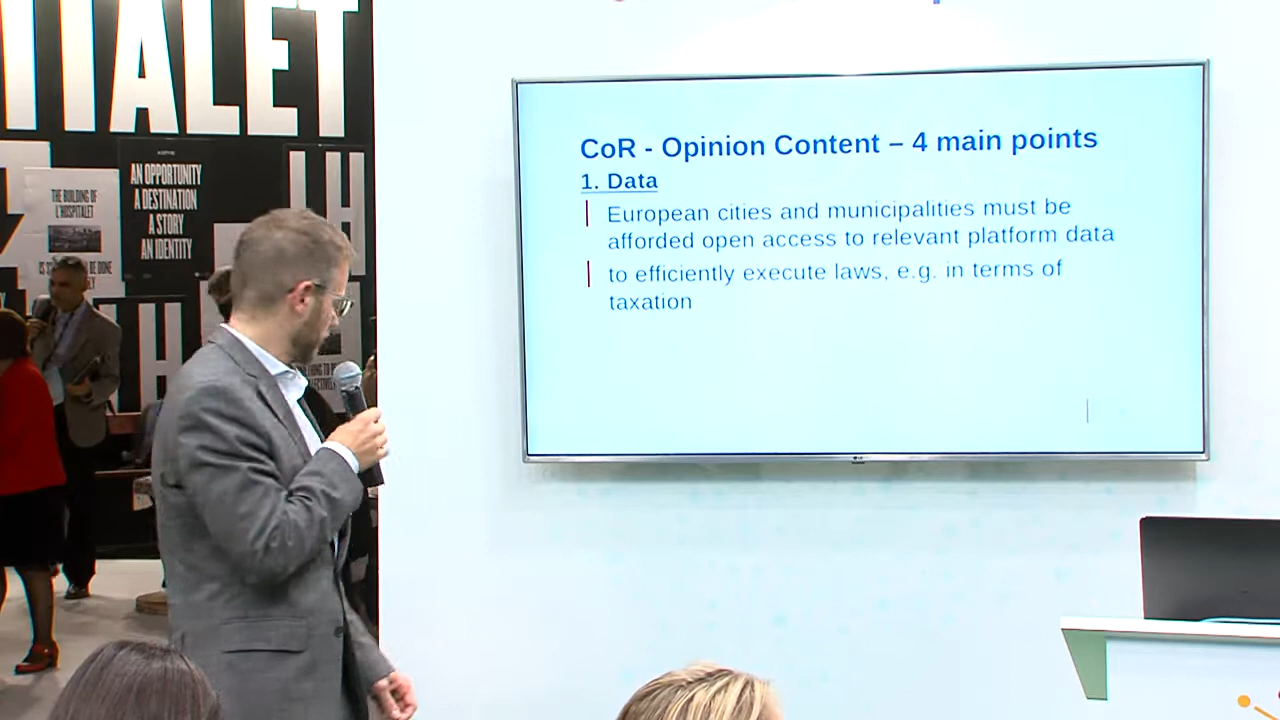 ITALET
AN OPPORTUNITY
A DESTINATION
A STORY
AN IDENTITY
THE BUILDING OF
L'HOSPITALET
CoR - Opinion Content – 4 main points
1. Data
European cities and municipalities must be
afforded open access to relevant platform data
to efficiently execute laws, e.g. in terms of
taxation
LG